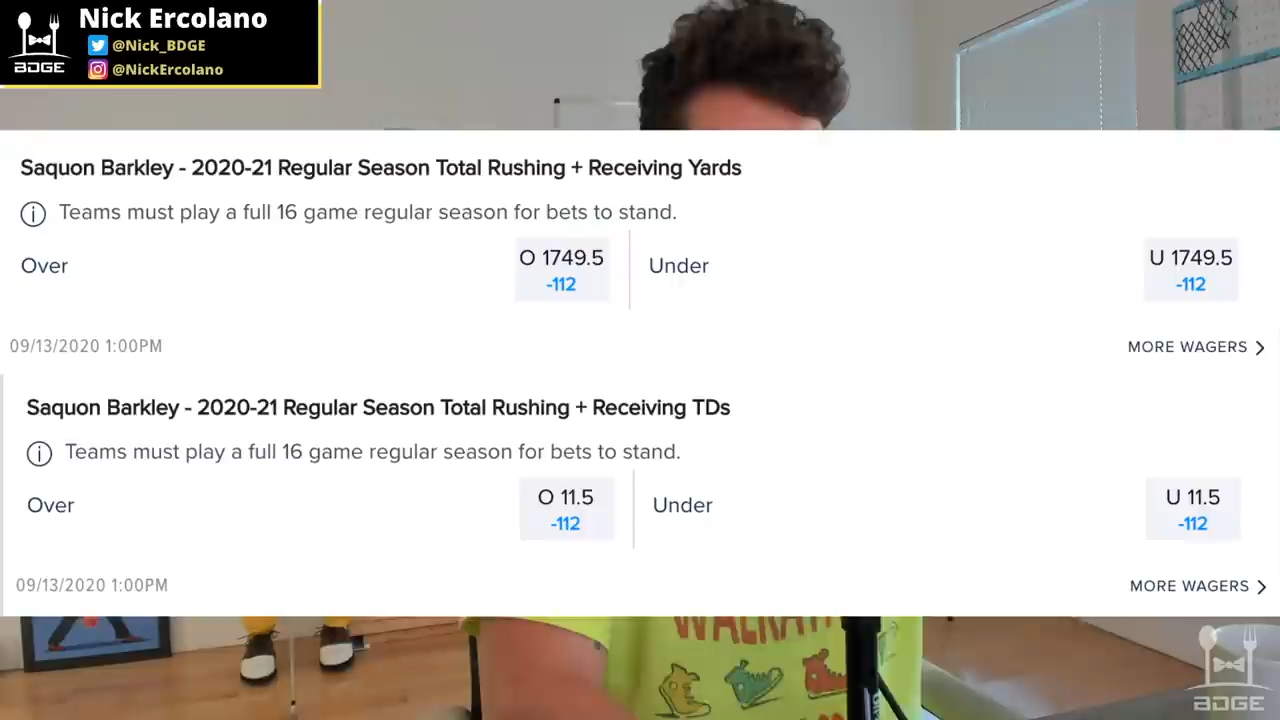 Nick Ercolano
@Nick_BDGE
@NickErcolano
BDGE
Saquon Barkley - 2020-21 Regular Season Total Rushing + Receiving Yards
Teams must play a full 16 game regular season for bets to stand.
Over O 1749.5 Under U 1749.5
-112 -112
09/13/2020 1:00PM MORE WAGERS
Saquon Barkley - 2020-21 Regular Season Total Rushing + Receiving TDs
Teams must play a full 16 game regular season for bets to stand.
Over O 11.5 Under U 11.5
-112 -112
09/13/2020 1:00PM MORE WAGERS
BDGE